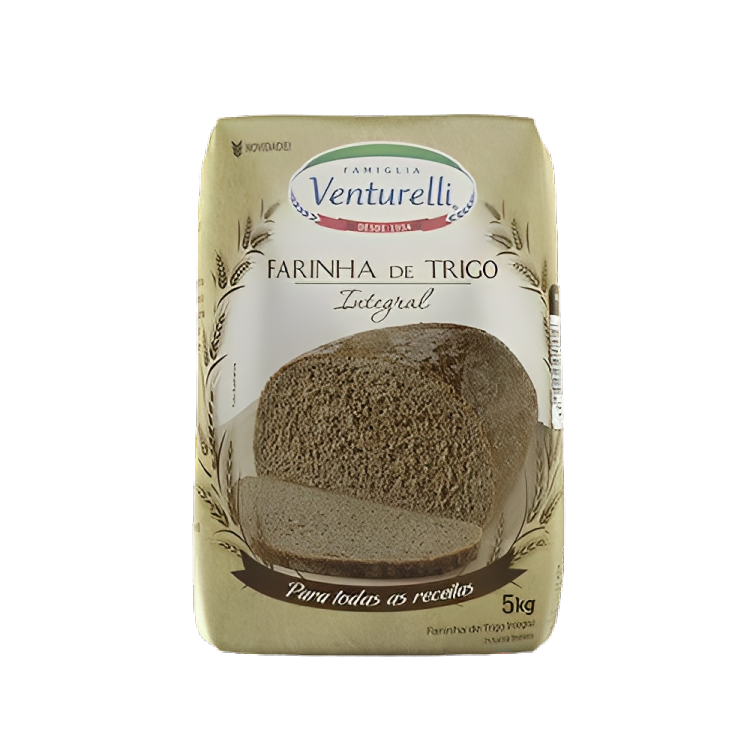 NOVIDADE!
FAMIGLIA
Venturelli
DESDE 1934
FARINHA DE TRIGO
Integral
Para todas as receitas
5kg
Farinha de Trigo Integral